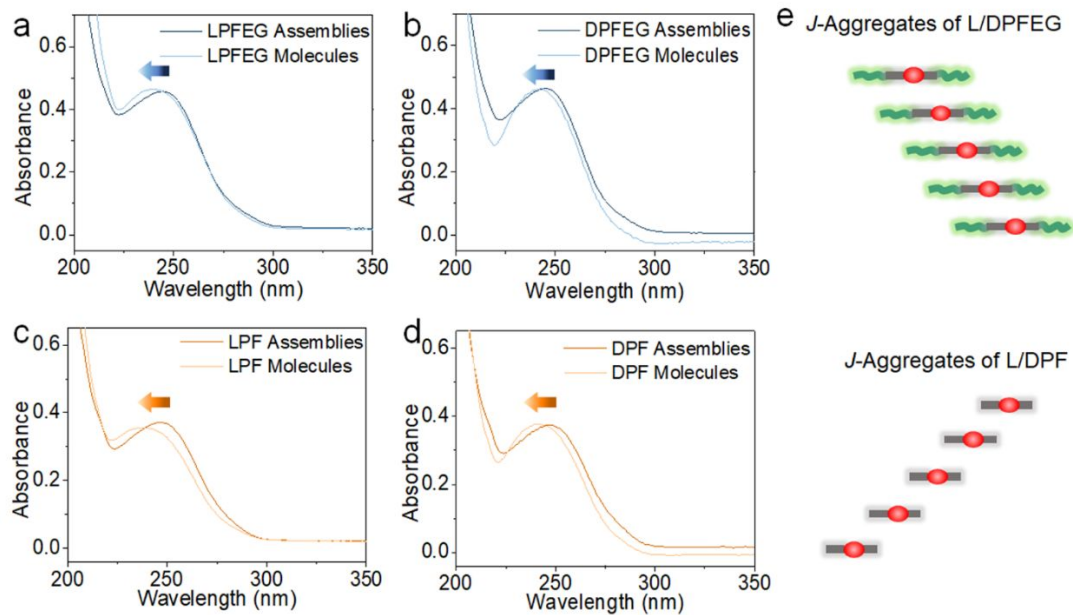 a
LPFEG Assemblies
LPFEG Molecules
0.6
0.4
0.2
0.0
Absorbance
200 250 300 350
Wavelength (nm)
b
DPFEG Assemblies
DPFEG Molecules
0.6
0.4
0.2
0.0
Absorbance
200 250 300 350
Wavelength (nm)
c
LPF Assemblies
LPF Molecules
0.6
0.4
0.2
0.0
Absorbance
200 250 300 350
Wavelength (nm)
d
DPF Assemblies
DPF Molecules
0.6
0.4
0.2
0.0
Absorbance
200 250 300 350
Wavelength (nm)
e
J-Aggregates of L/DPFEG
J-Aggregates of L/DPF